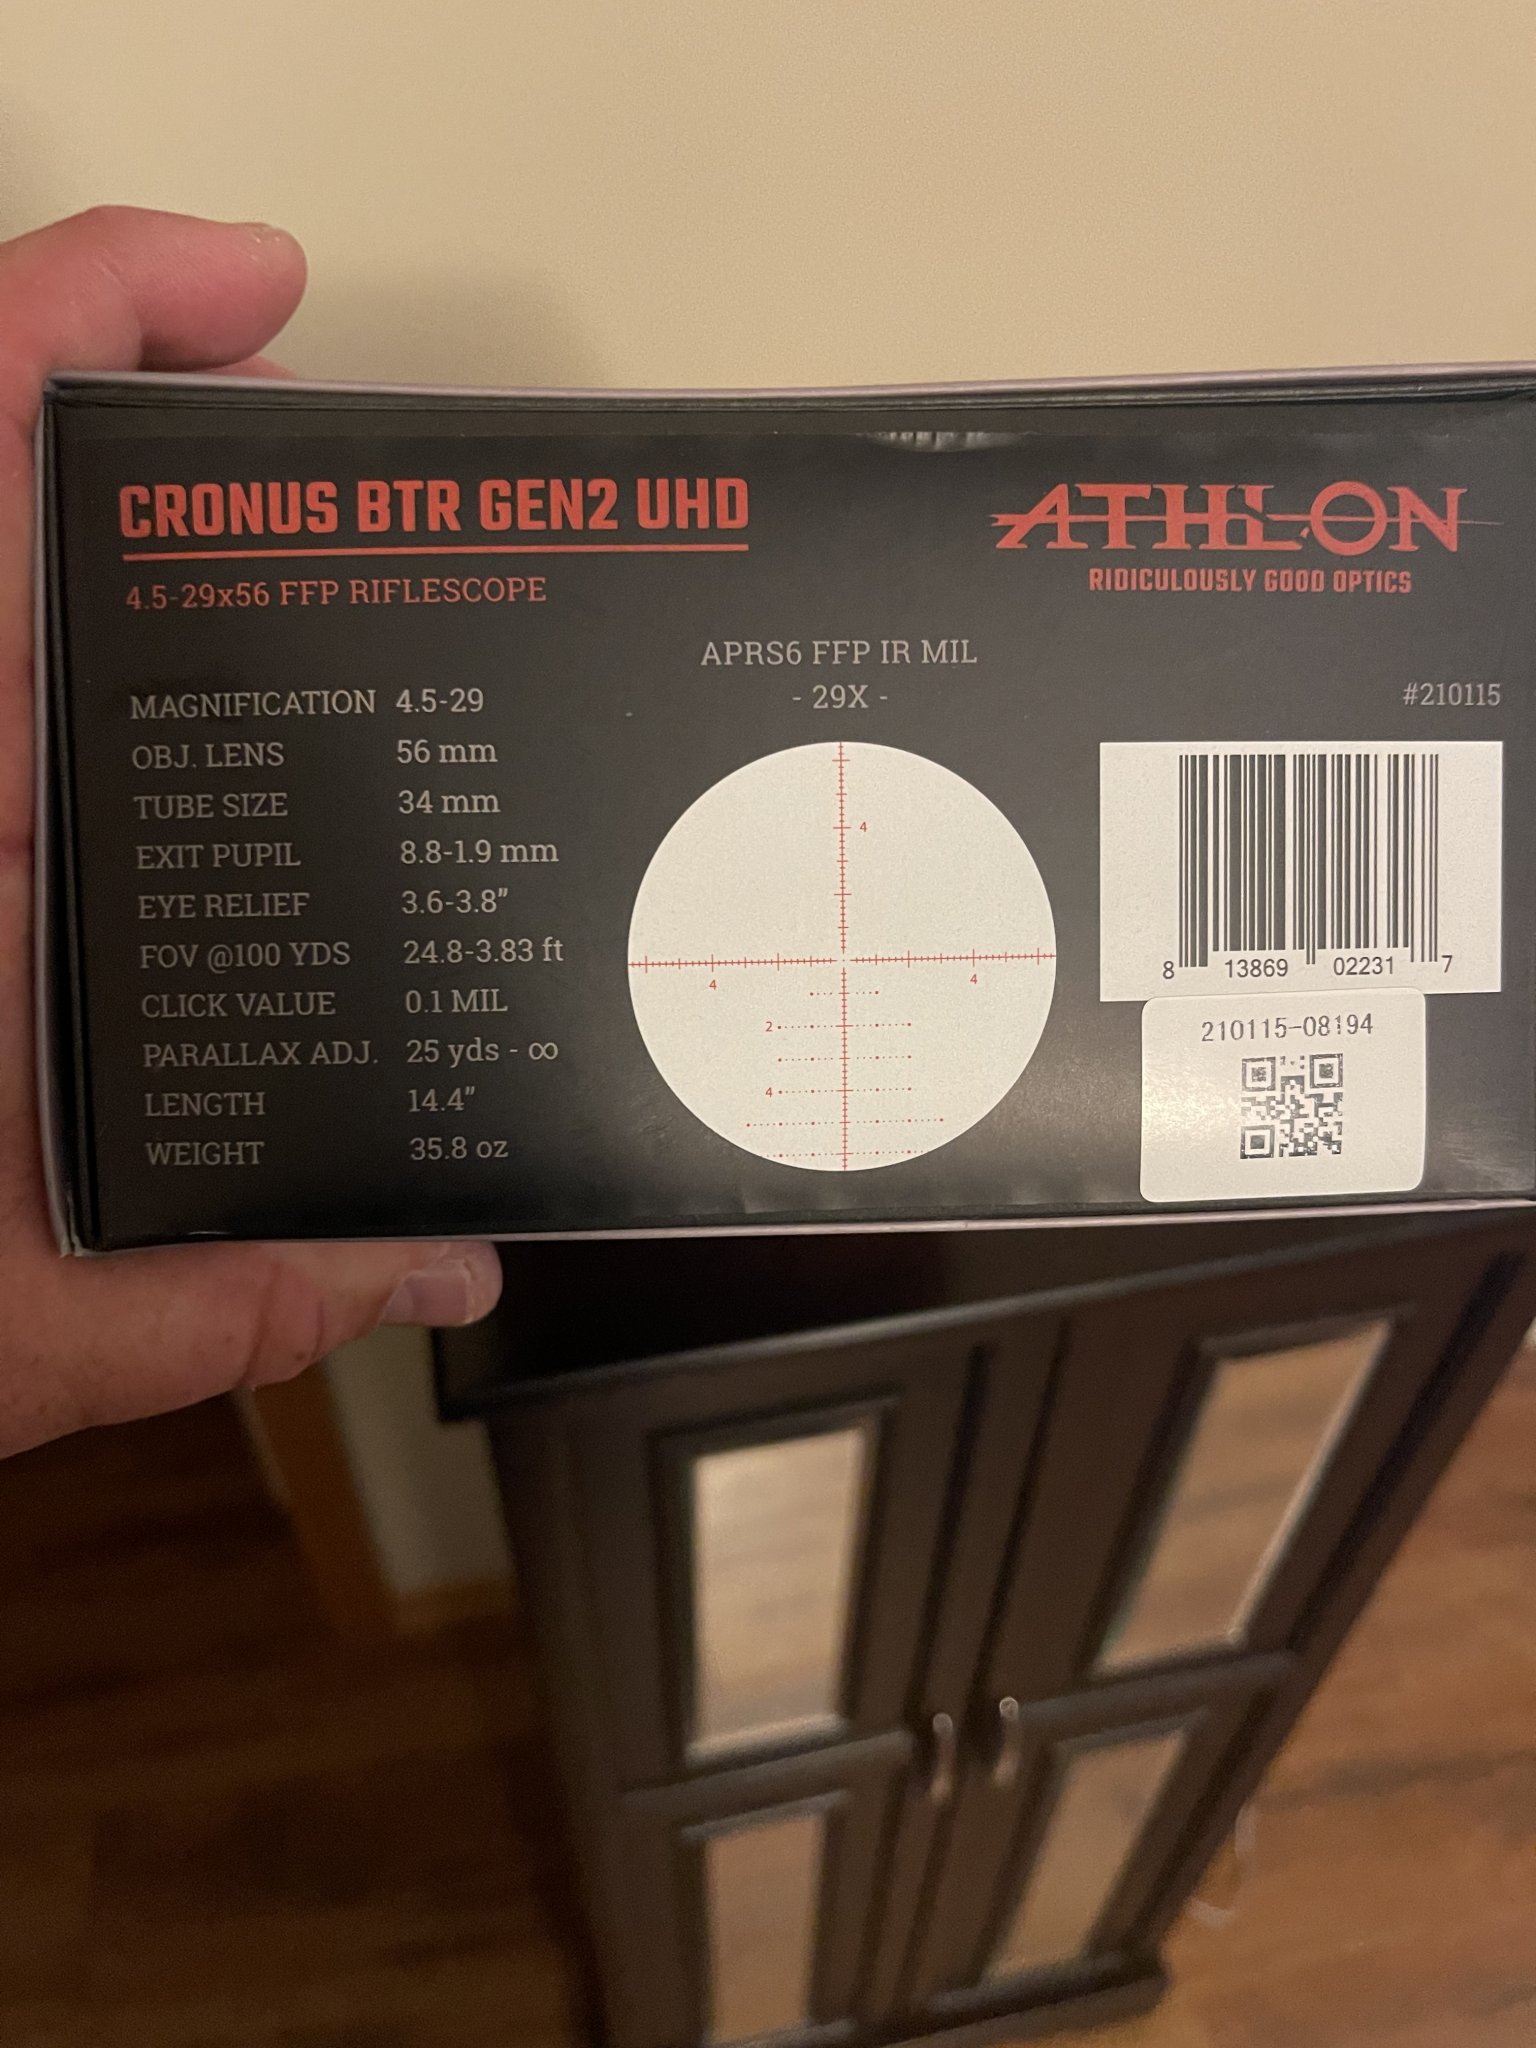 CRONUS BTR GEN2 UHD
4.5-29x56 FFP RIFLESCOPE
ATHLON
RIDICULOUSLY GOOD OPTICS
MAGNIFICATION 4.5-29
OBJ. LENS 56 mm
TUBE SIZE 34 mm
EXIT PUPIL 8.8-1.9 mm
EYE RELIEF 3.6-3.8"
FOV @100 YDS 24.8-3.83 ft
CLICK VALUE 0.1 MIL
PARALLAX ADJ. 25 yds - ∞
LENGTH 14.4"
WEIGHT 35.8 oz
APRS6 FFP IR MIL
- 29X -
4
4 4
2
4
#210115
8 13869 02231 7
210115-08194